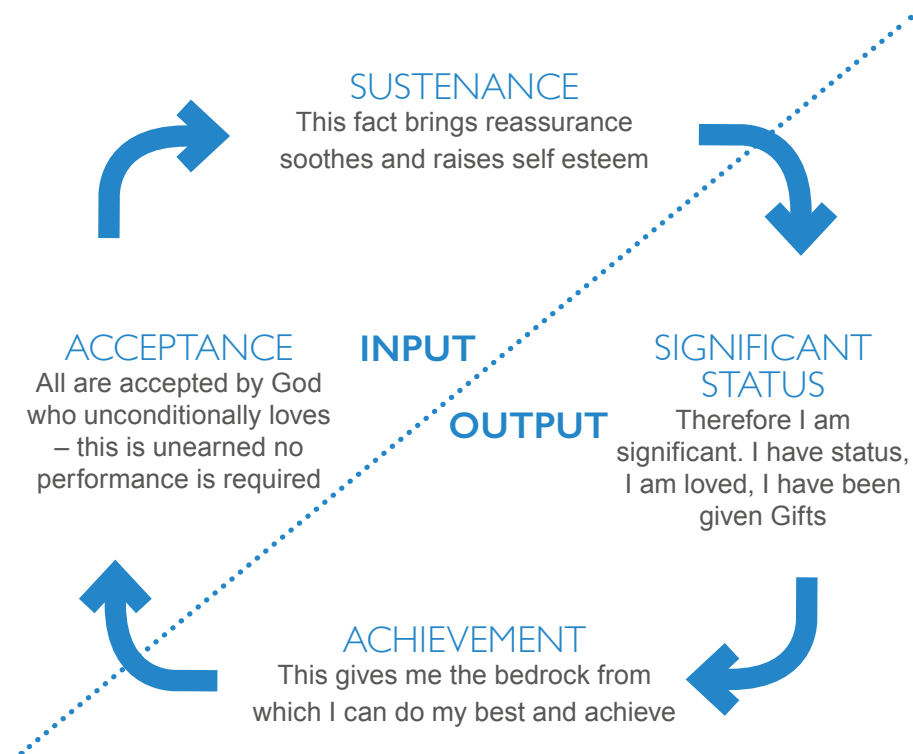 SUSTENANCE
This fact brings reassurance
soothes and raises self esteem
ACCEPTANCE
All are accepted by God
who unconditionally loves
– this is unearned no
performance is required
INPUT
OUTPUT
SIGNIFICANT
STATUS
Therefore I am
significant. I have status,
I am loved, I have been
given Gifts
ACHIEVEMENT
This gives me the bedrock from
which I can do my best and achieve